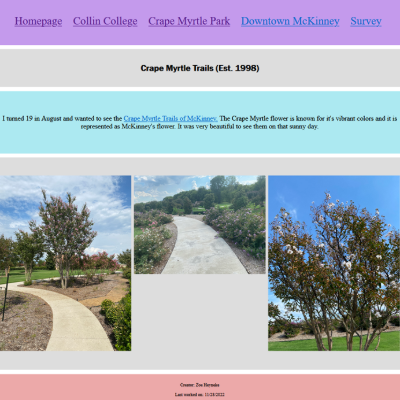 Homepage Collin College Crape Myrtle Park Downtown McKinney Survey
Crape Myrtle Trails (Est. 1998)
I turned 19 in August and wanted to see the Crape Myrtle Trails of McKinney. The Crape Myrtle flower is known for it's vibrant colors and it is
represented as McKinney's flower. It was very beautiful to see them on that sunny day.
Creator: Zoe Naymaka
Last worked on: 11/28/2022